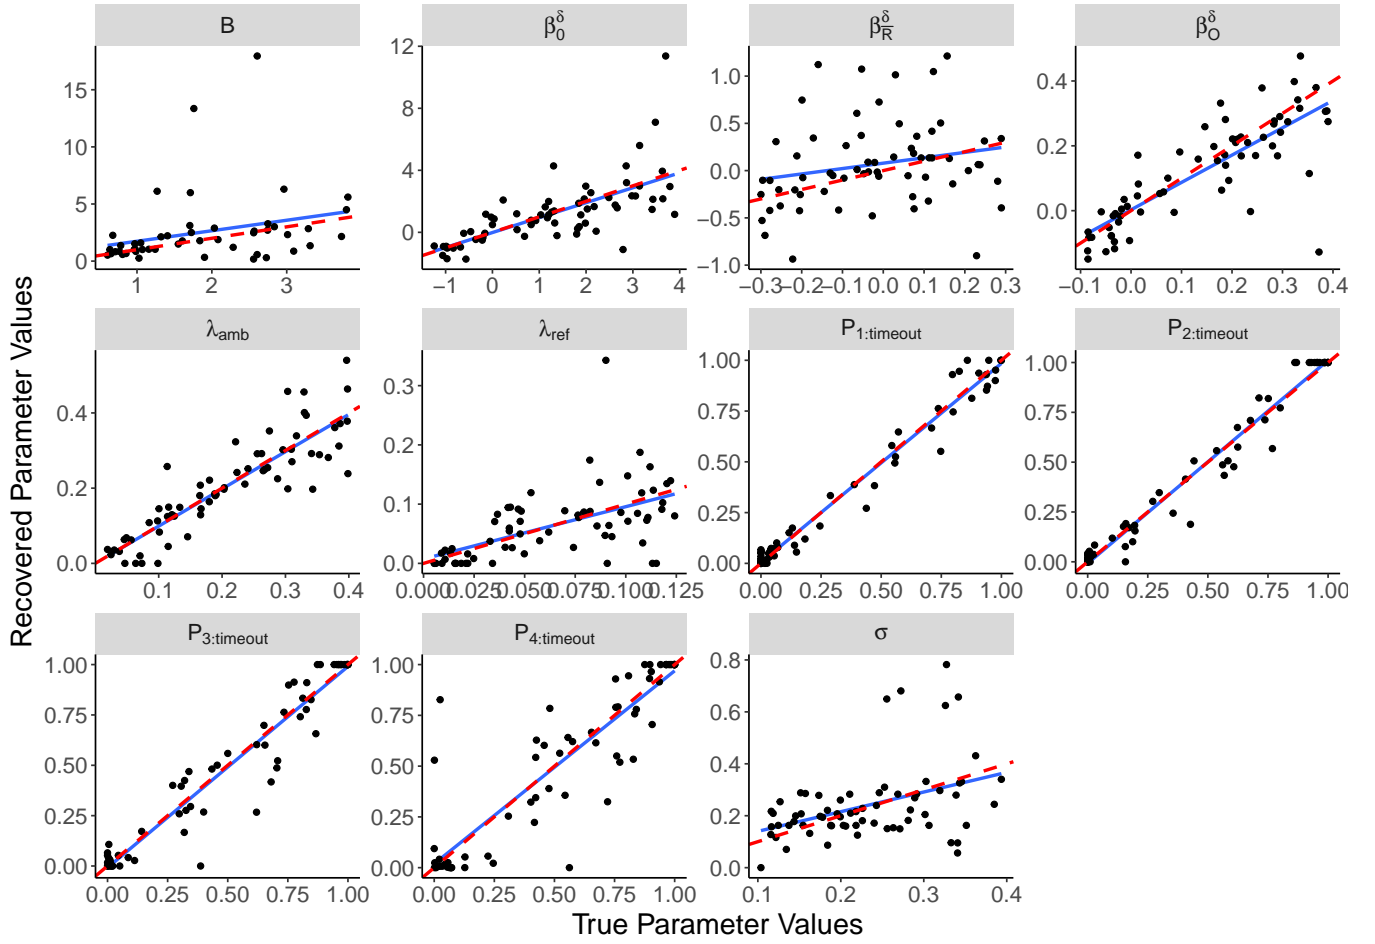 B
β₀^δ
β_R̅^δ
β_O^δ
15
10
5
0
1 2 3
12
8
4
0
−1 0 1 2 3 4
1.0
0.5
0.0
−0.5
−1.0
−0.3 −0.2 −0.1 0.0 0.1 0.2 0.3
0.4
0.2
0.0
−0.1 0.0 0.1 0.2 0.3 0.4
λ_amb
λ_ref
P_1:timeout
P_2:timeout
0.4
0.2
0.0
0.1 0.2 0.3 0.4
0.3
0.2
0.1
0.0
0.000 0.025 0.050 0.075 0.100 0.125
1.00
0.75
0.50
0.25
0.00
0.00 0.25 0.50 0.75 1.00
1.00
0.75
0.50
0.25
0.00
0.00 0.25 0.50 0.75 1.00
P_3:timeout
P_4:timeout
σ
1.00
0.75
0.50
0.25
0.00
0.00 0.25 0.50 0.75 1.00
1.00
0.75
0.50
0.25
0.00
0.00 0.25 0.50 0.75 1.00
0.8
0.6
0.4
0.2
0.0
0.1 0.2 0.3 0.4
Recovered Parameter Values
True Parameter Values